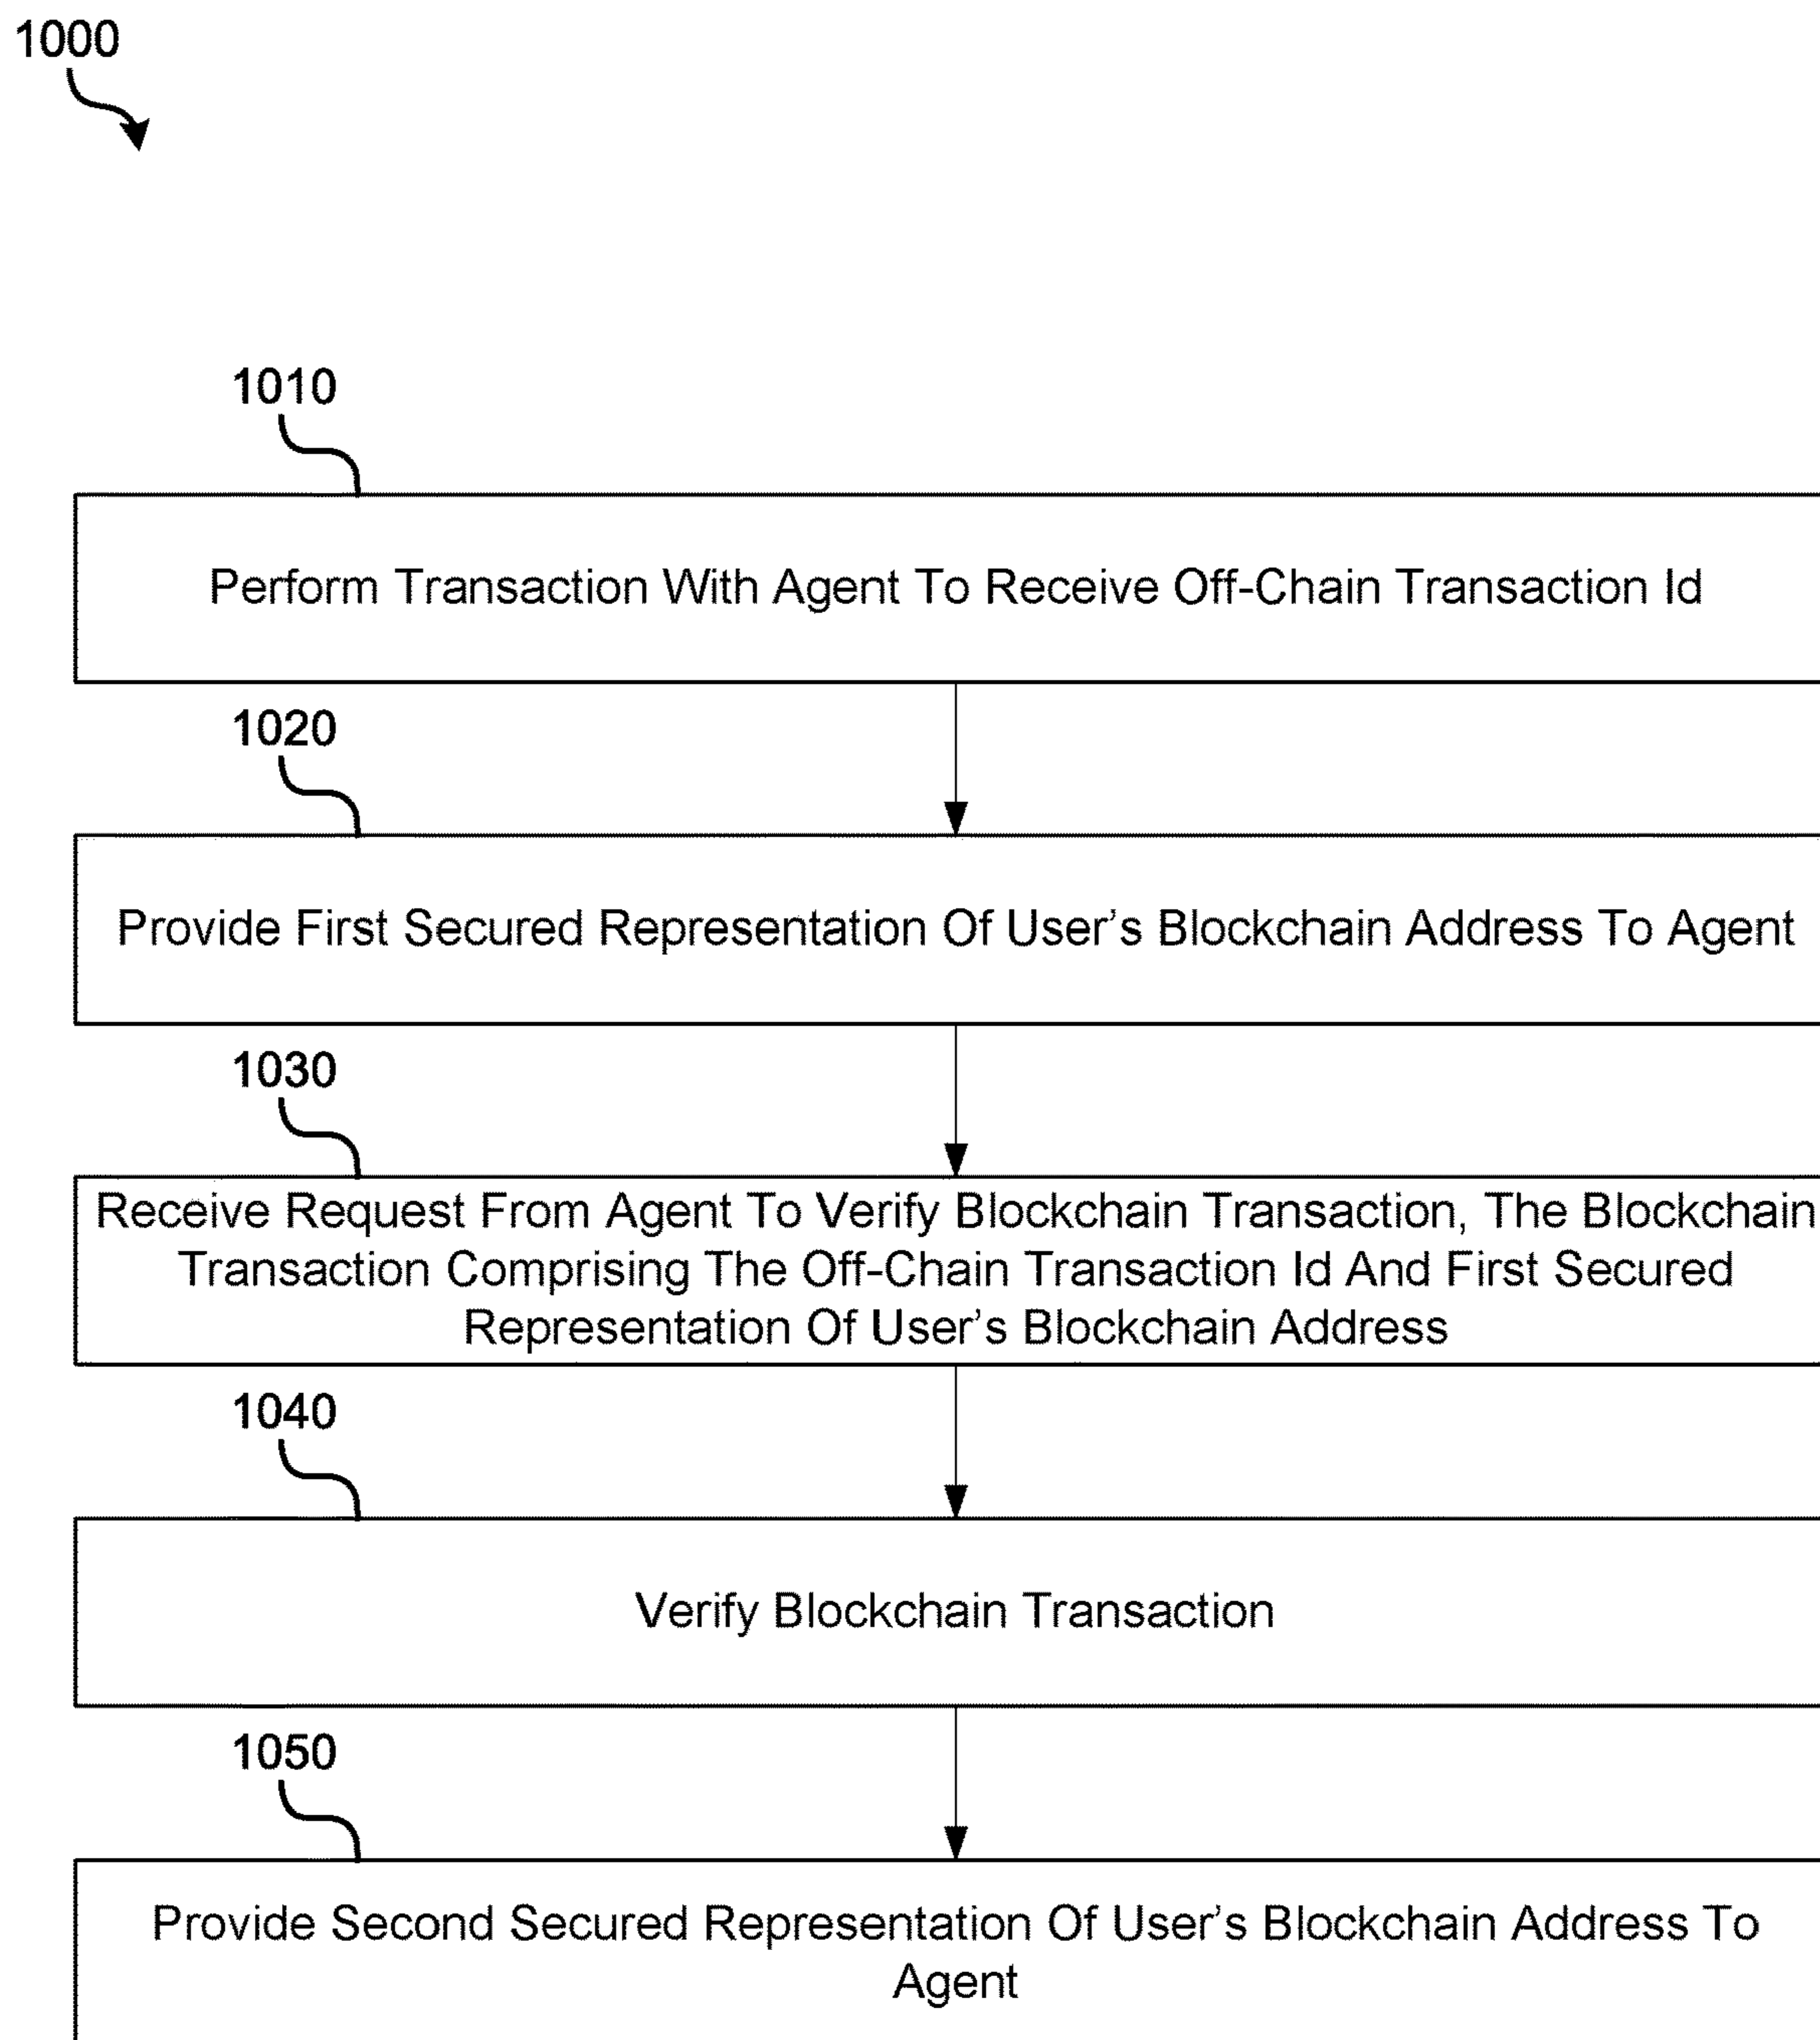 1000
1010
Perform Transaction With Agent To Receive Off-Chain Transaction Id
1020
Provide First Secured Representation Of User’s Blockchain Address To Agent
1030
Receive Request From Agent To Verify Blockchain Transaction, The Blockchain
Transaction Comprising The Off-Chain Transaction Id And First Secured
Representation Of User’s Blockchain Address
1040
Verify Blockchain Transaction
1050
Provide Second Secured Representation Of User’s Blockchain Address To
Agent